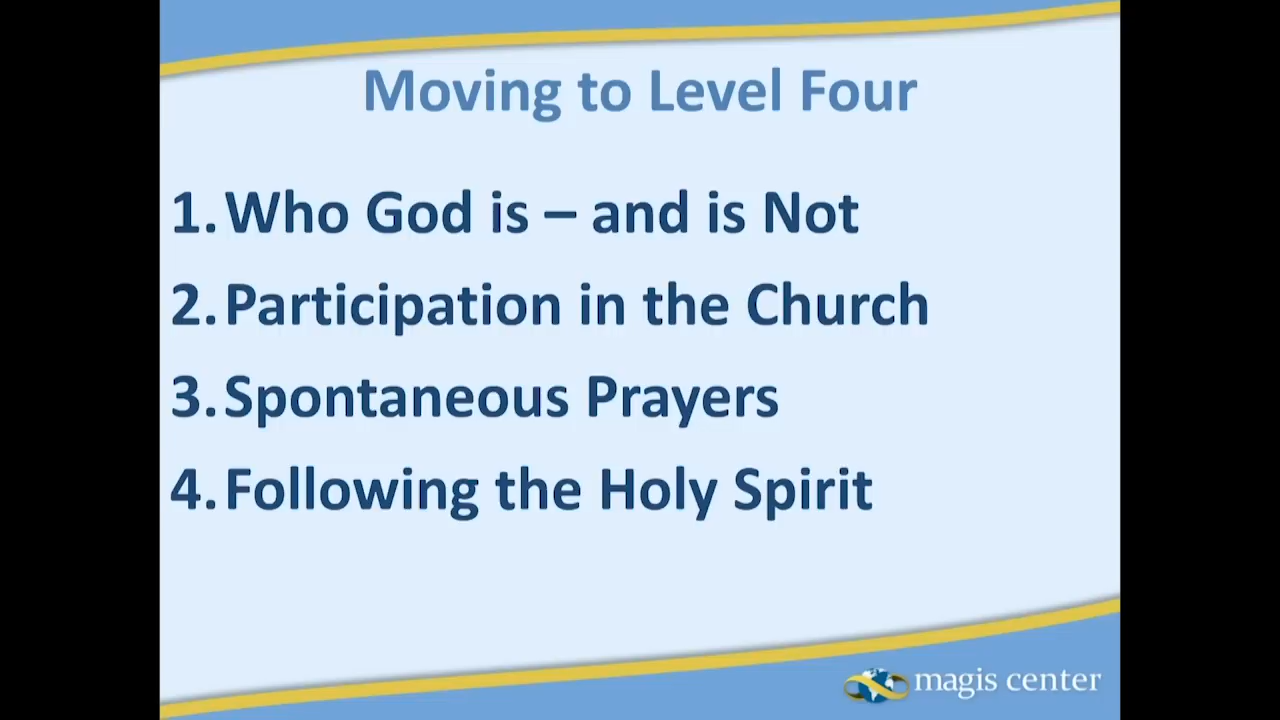 Moving to Level Four
1. Who God is – and is Not
2. Participation in the Church
3. Spontaneous Prayers
4. Following the Holy Spirit
magis center